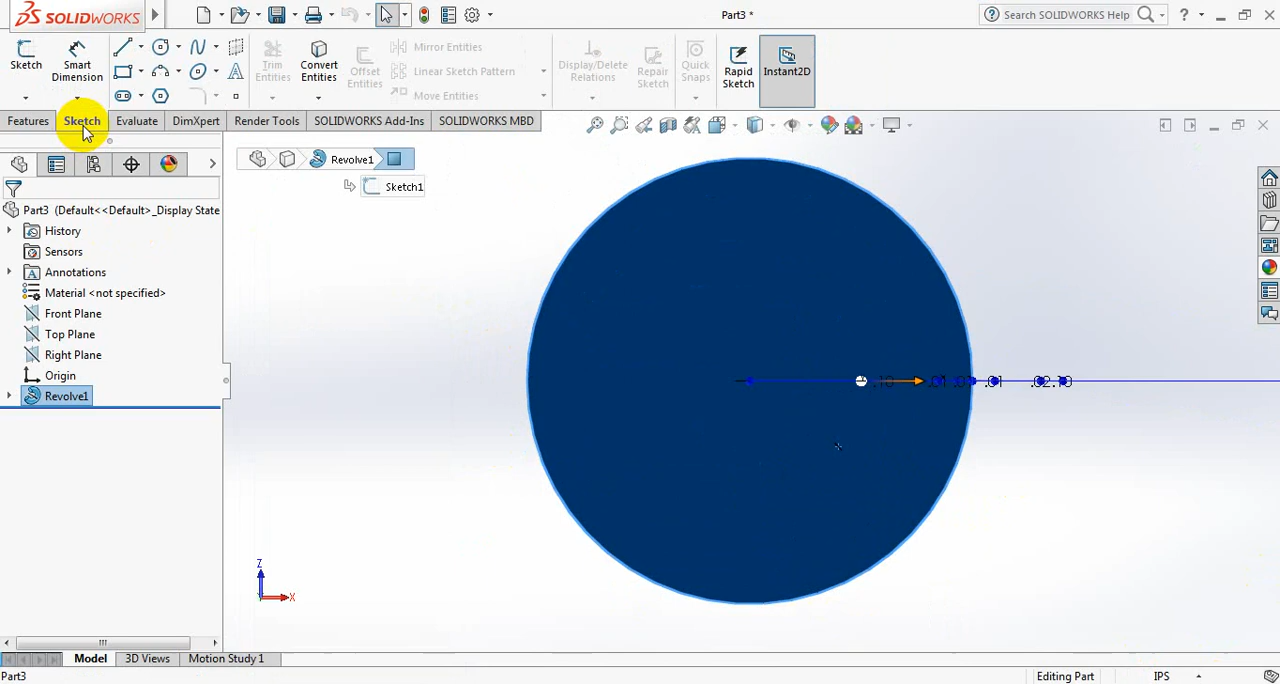 SOLIDWORKS
Part3 *
Search SOLIDWORKS Help
?
Sketch
Smart
Dimension
Trim
Entities
Convert
Entities
Offset
Entities
Mirror Entities
Linear Sketch Pattern
Move Entities
Display/Delete
Relations
Repair
Sketch
Quick
Snaps
Rapid
Sketch
Instant2D
Features
Sketch
Evaluate
DimXpert
Render Tools
SOLIDWORKS Add-Ins
SOLIDWORKS MBD
Revolve1
Sketch1
Part3 (Default<<Default>_Display State
History
Sensors
Annotations
Material <not specified>
Front Plane
Top Plane
Right Plane
Origin
Revolve1
.01 .02 .10
Z
X
Model
3D Views
Motion Study 1
Part3
Editing Part
IPS